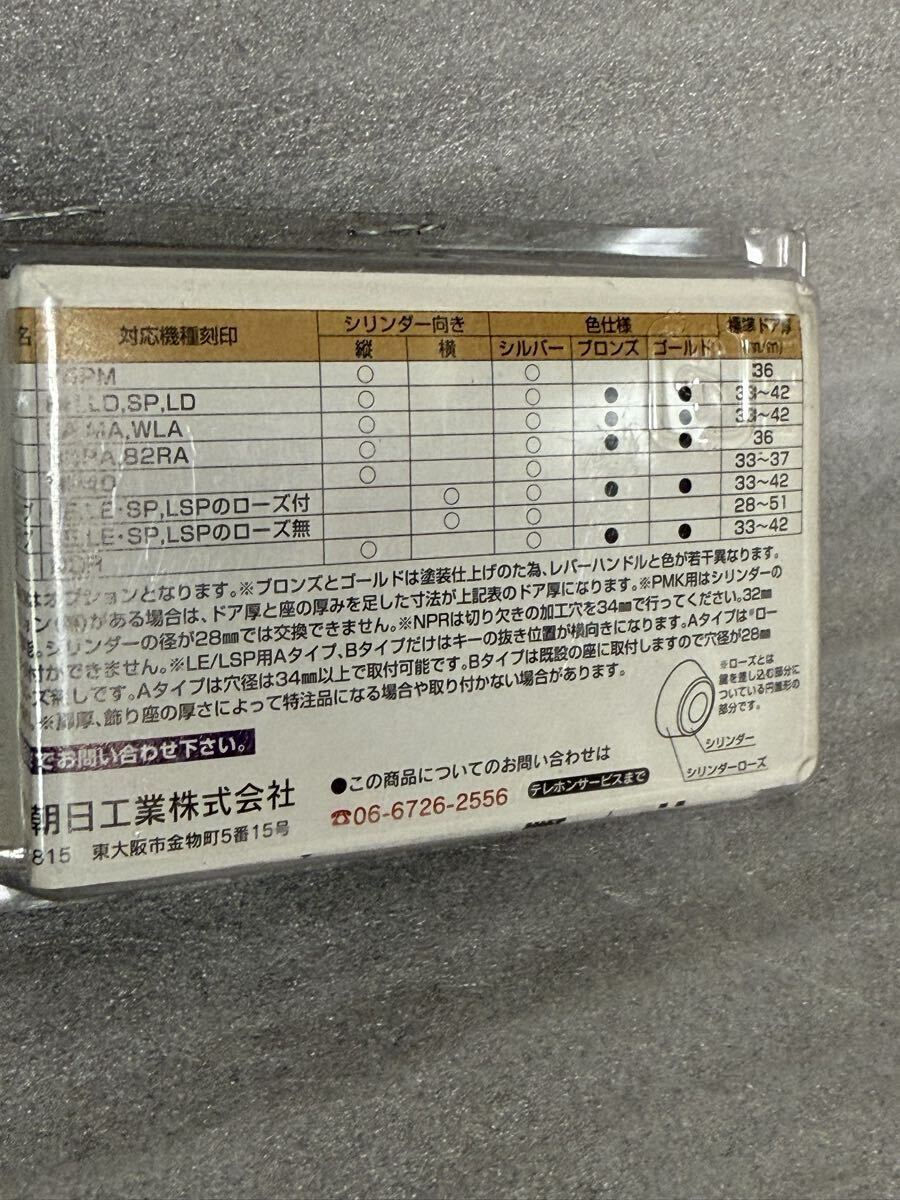 名 対応機種刻印 シリンダー向き 色仕様 標準ドア厚
縦 横 シルバー ブロンズ ゴールド (m/m)
PM ○ ○ 36
LD,SP,LD ○ ○ ● ● 33~42
MA,WLA ○ ○ ● ● 33~42
RA,82RA ○ ○ ● ● 36
○ ○ 33~37
LE・SP,LSPのローズ付 ○ ○ ● ● 33~42
LE・SP,LSPのローズ無 ○ ○ 28~51
○ ○ ● ● 33~42
はオプションとなります。※ブロンズとゴールドは塗装仕上げのた為、レバーハンドルと色が若干異なります。
がある場合は、ドア厚と座の厚みを足した寸法が上記表のドア厚になります。※PMK用はシリンダーの
。シリンダーの径が28㎜では交換できません。※NPRは切り欠きの加工穴を34㎜で行ってください。32㎜
付ができません。※LE/LSP用Aタイプ、Bタイプだけはキーの抜き位置が横向きになります。Aタイプは"ロー
ズ無しです。Aタイプは穴径は34㎜以上で取付可能です。Bタイプは既設の座に取付しますので穴径が28㎜
※扉厚、飾り座の厚さによって特注品になる場合や取り付かない場合があります。
※ローズとは
鍵を差し込む部分に
ついている円錐形の
部分です。
シリンダー
シリンダーローズ
でお問い合わせ下さい。
朝日工業株式会社
815 東大阪市金物町5番15号
●この商品についてのお問い合わせは
☎06-6726-2556 テレホンサービスまで